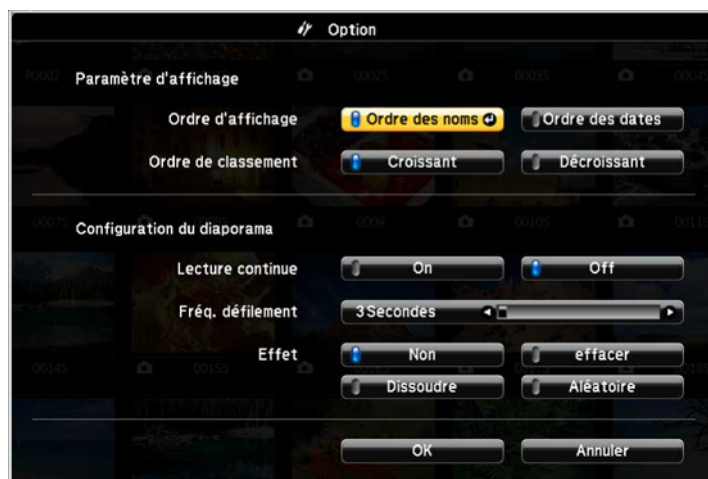 Option
Paramètre d'affichage
Ordre d'affichage Ordre des noms Ordre des dates
Ordre de classement Croissant Décroissant
Configuration du diaporama
Lecture continue On Off
Fréq. défilement 3Secondes
Effet Non effacer
Dissoudre Aléatoire
OK Annuler